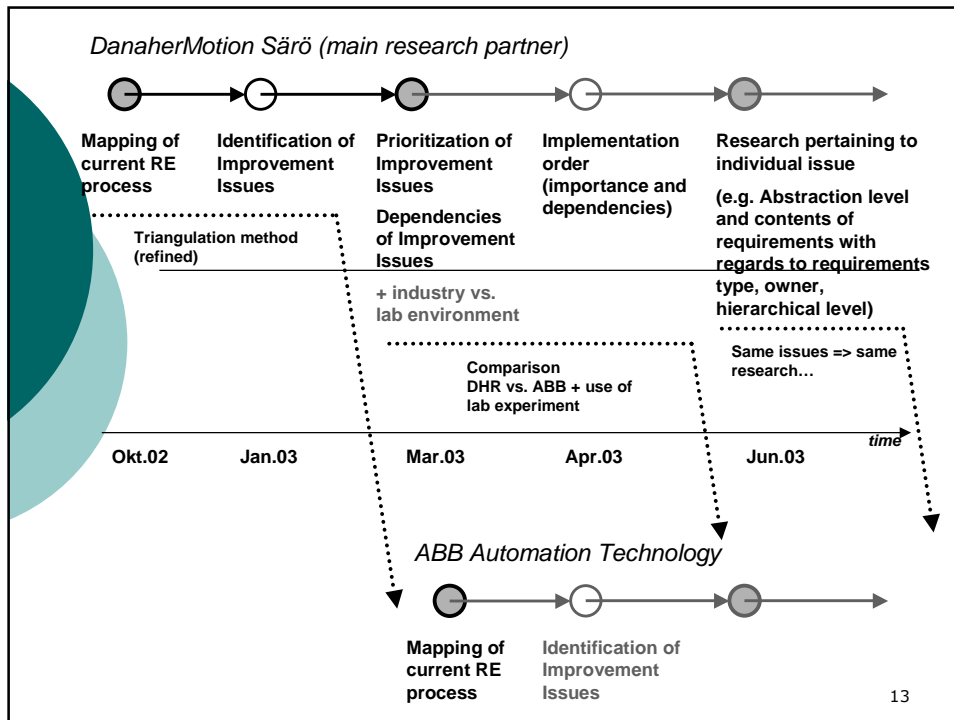 DanaherMotion Särö (main research partner)
Mapping of
current RE
process
Identification of
Improvement
Issues
Prioritization of
Improvement
Issues
Dependencies
of Improvement
Issues
+ industry vs.
lab environment
Implementation
order
(importance and
dependencies)
Research pertaining to
individual issue
(e.g. Abstraction level
and contents of
requirements with
regards to requirements
type, owner,
hierarchical level)
Triangulation method
(refined)
Comparison
DHR vs. ABB + use of
lab experiment
Same issues => same
research…
time
Okt.02
Jan.03
Mar.03
Apr.03
Jun.03
ABB Automation Technology
Mapping of
current RE
process
Identification of
Improvement
Issues
13